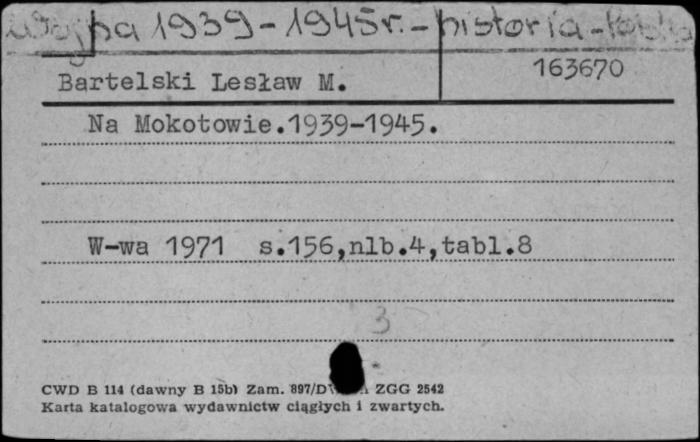 Wojna 1939-1945r.-historia-
163670
Bartelski Lesław M.
Na Mokotowie.1939-1945.
W-wa 1971 s.156,nlb.4,tabl.8
3
CWD B 114 (dawny B 15b) Zam. 897/D ZGG 2542
Karta katalogowa wydawnictw ciągłych i zwartych.